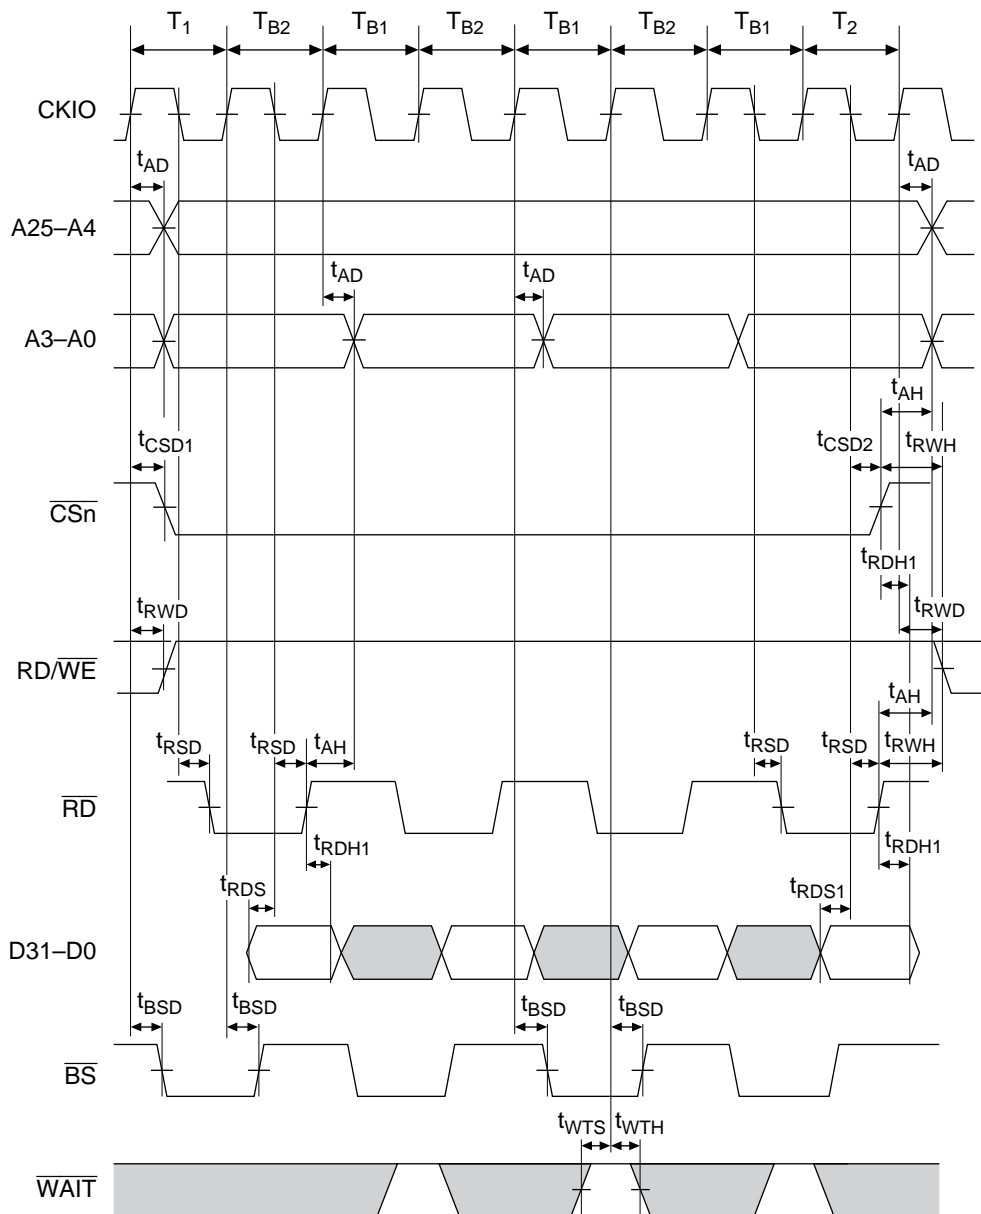 T1 TB2 TB1 TB2 TB1 TB2 TB1 T2
CKIO
tAD tAD
A25–A4
tAD tAD
A3–A0
tAH
tCSD1 tCSD2 tRWH
CSn
tRDH1
tRWD tRWD
RD/WE
tAH
tRSD tRSD tAH tRSD tRSD tRWH
RD
tRDH1 tRDH1
tRDS tRDS1
D31–D0
tBSD tBSD tBSD tBSD
BS
tWTS tWTH
WAIT